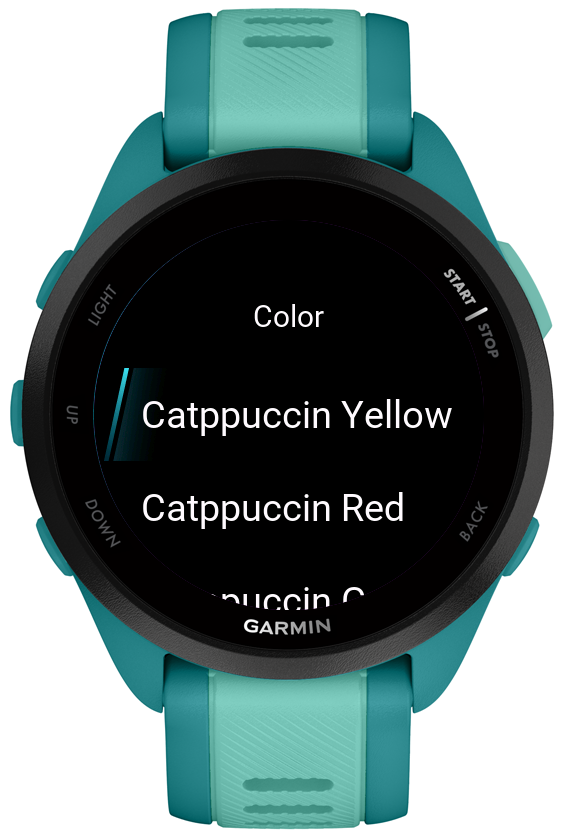 START
STOP
LIGHT
Color
UP
Catppuccin Yellow
Catppuccin Red
DOWN
BACK
GARMIN